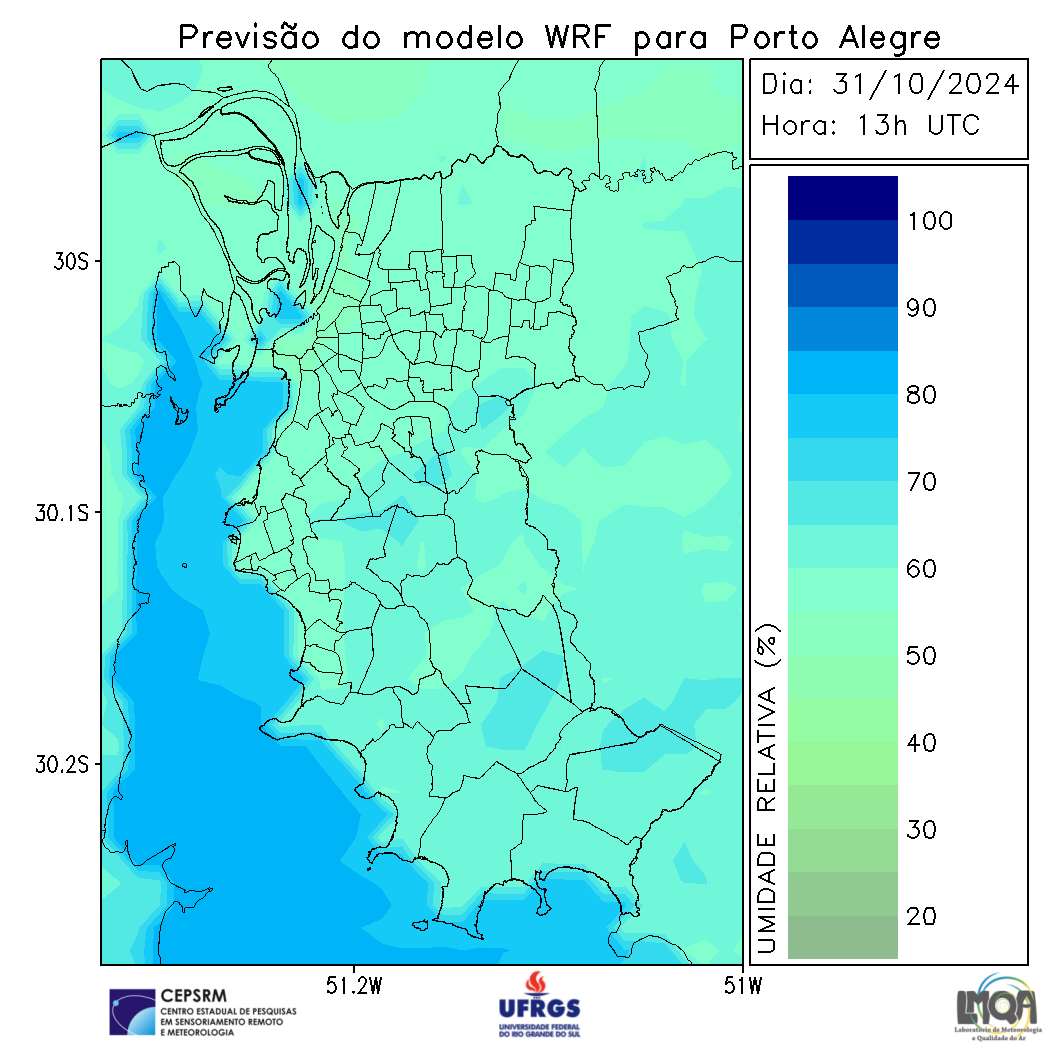 Previsão do modelo WRF para Porto Alegre
Dia: 31/10/2024
Hora: 13h UTC
30S
30.1S
30.2S
51.2W
51W
UMIDADE RELATIVA (%)
100
90
80
70
60
50
40
30
20
CEPSRM
CENTRO ESTADUAL DE PESQUISAS
EM SENSORIAMENTO REMOTO
E METEOROLOGIA
UFRGS
UNIVERSIDADE FEDERAL
DO RIO GRANDE DO SUL
LMQA
Laboratório de Meteorologia
e Qualidade do Ar